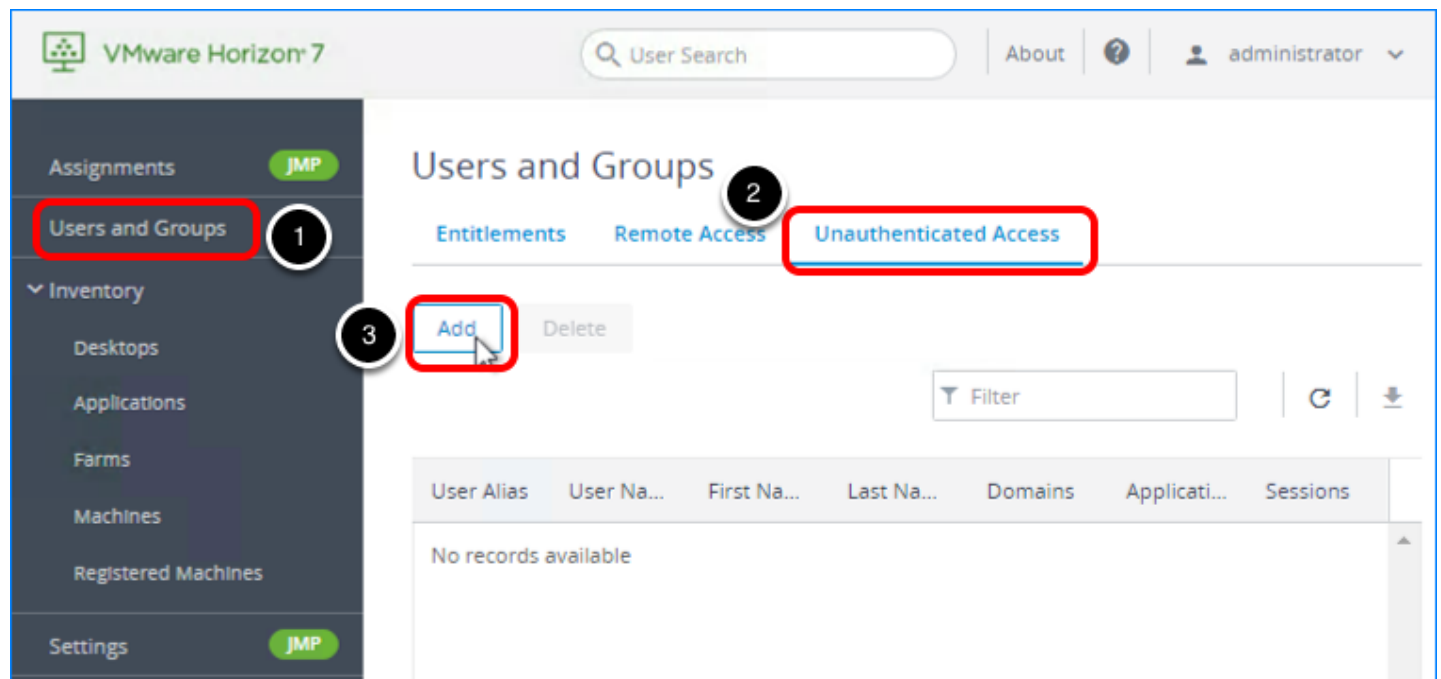 VMware Horizon® 7
User Search
About
?
administrator
Assignments JMP
Users and Groups
1
Inventory
Desktops
Applications
Farms
Machines
Registered Machines
Settings JMP
Users and Groups
2
Entitlements Remote Access Unauthenticated Access
3
Add Delete
Filter
User Alias User Na... First Na... Last Na... Domains Applicati... Sessions
No records available